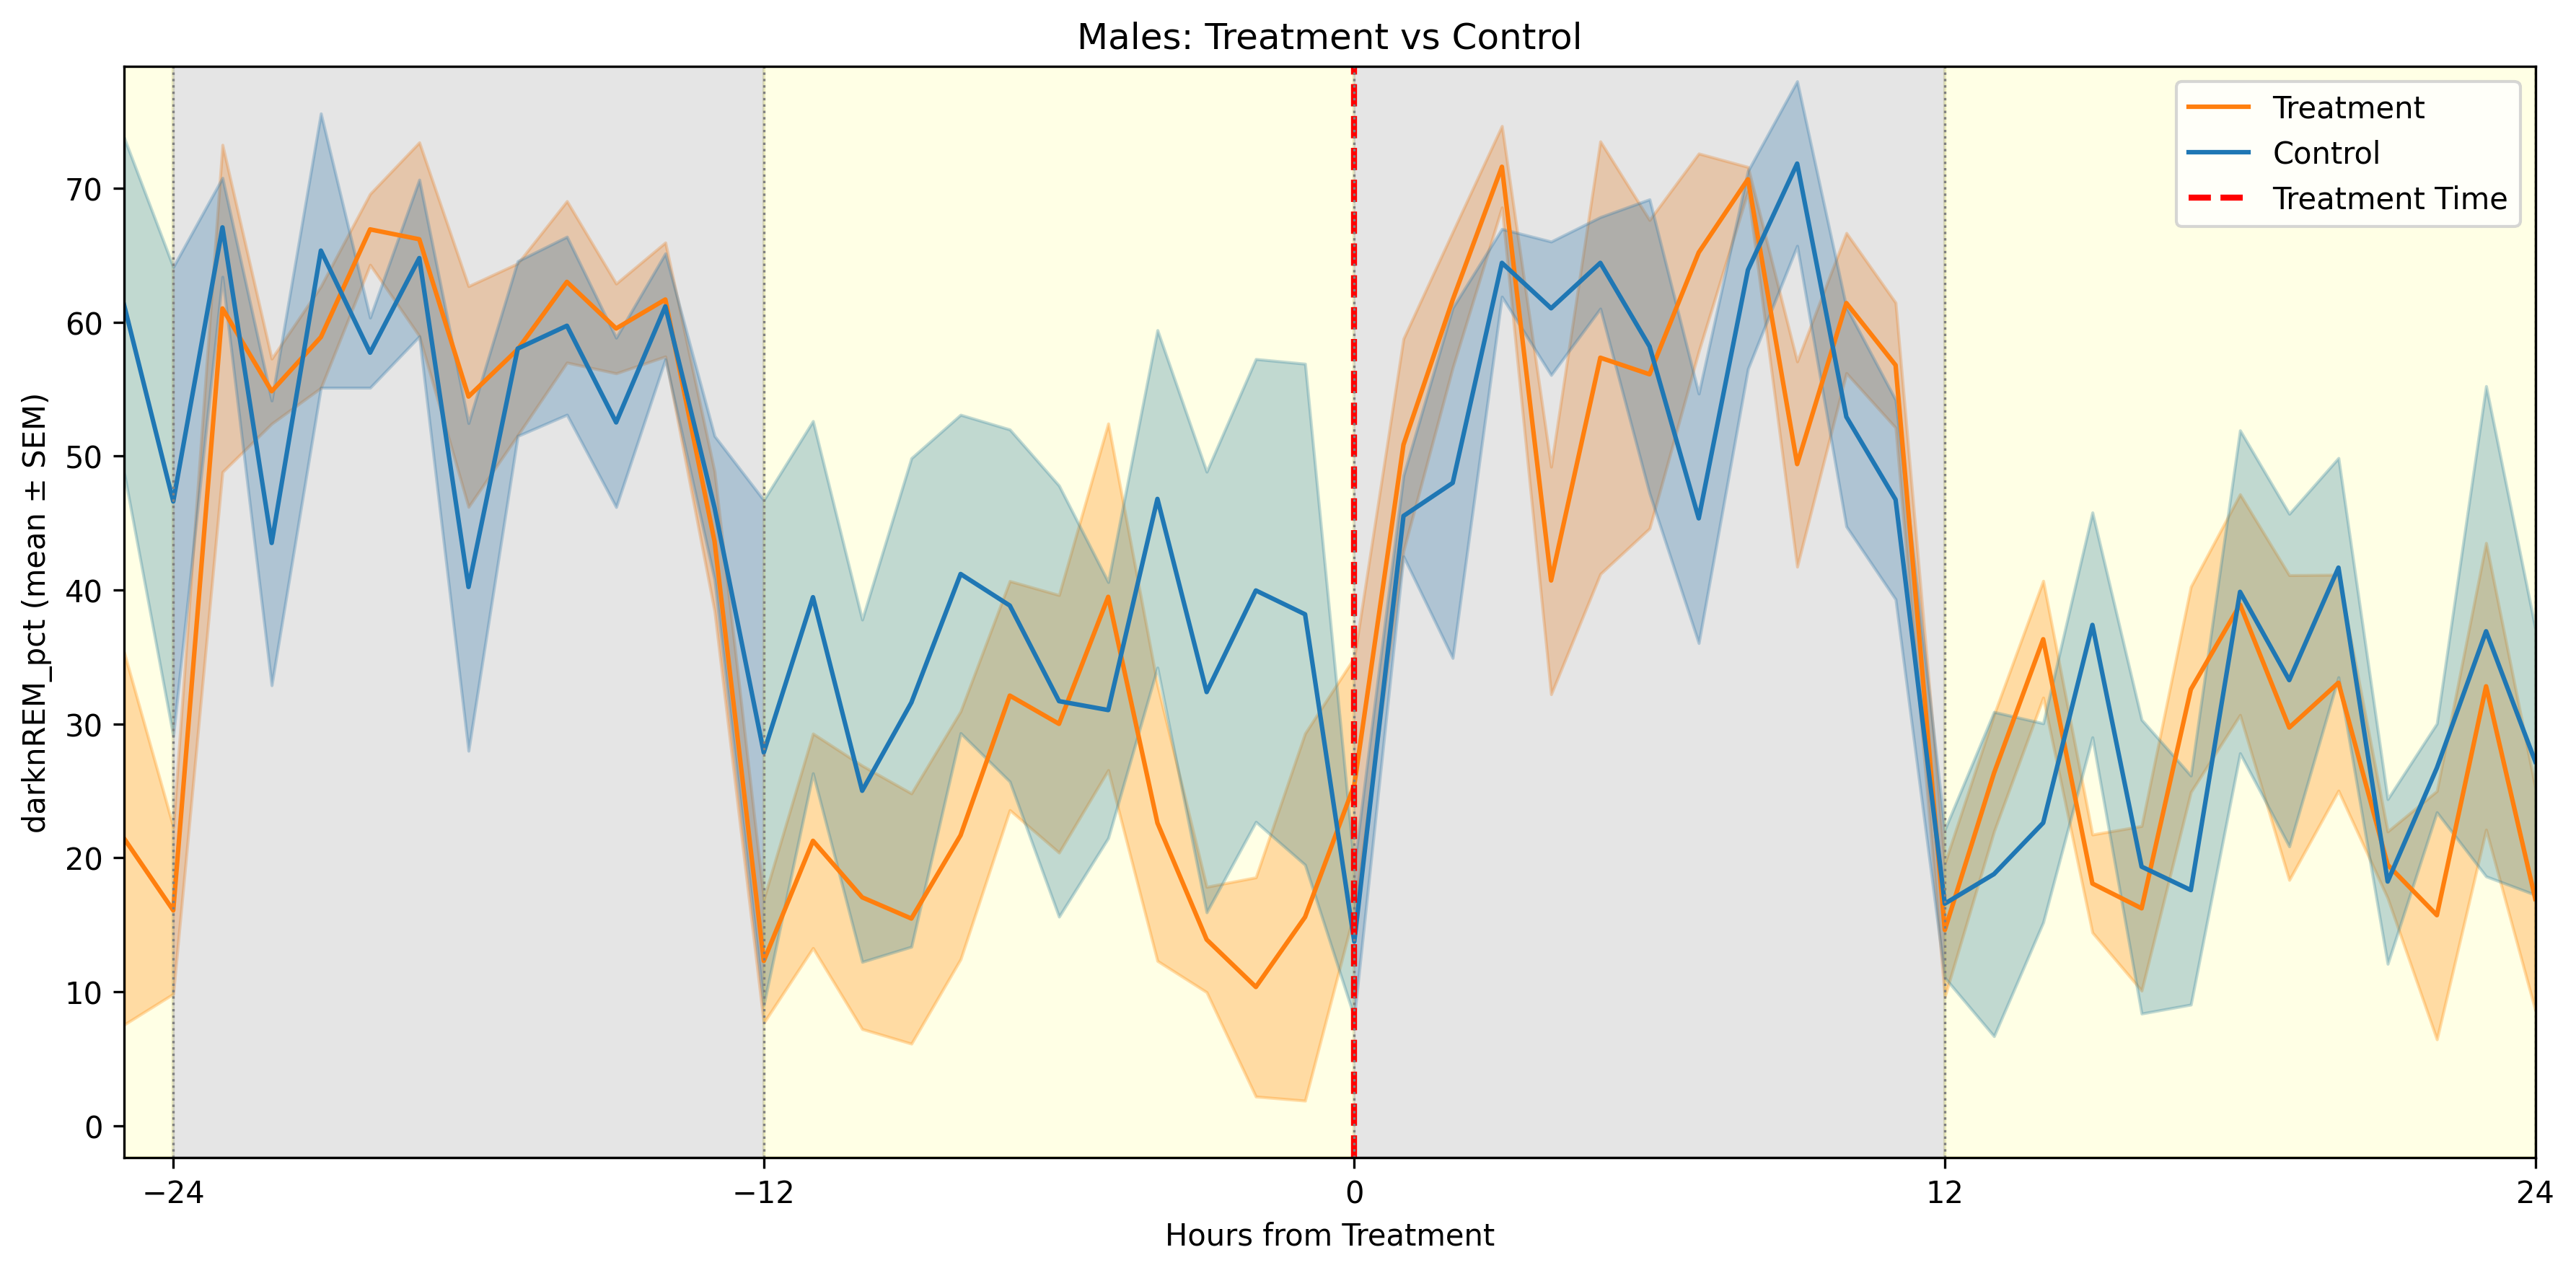 Males: Treatment vs Control
Treatment
Control
Treatment Time
darknREM_pct (mean ± SEM)
70
60
50
40
30
20
10
0
−24
−12
0
12
24
Hours from Treatment